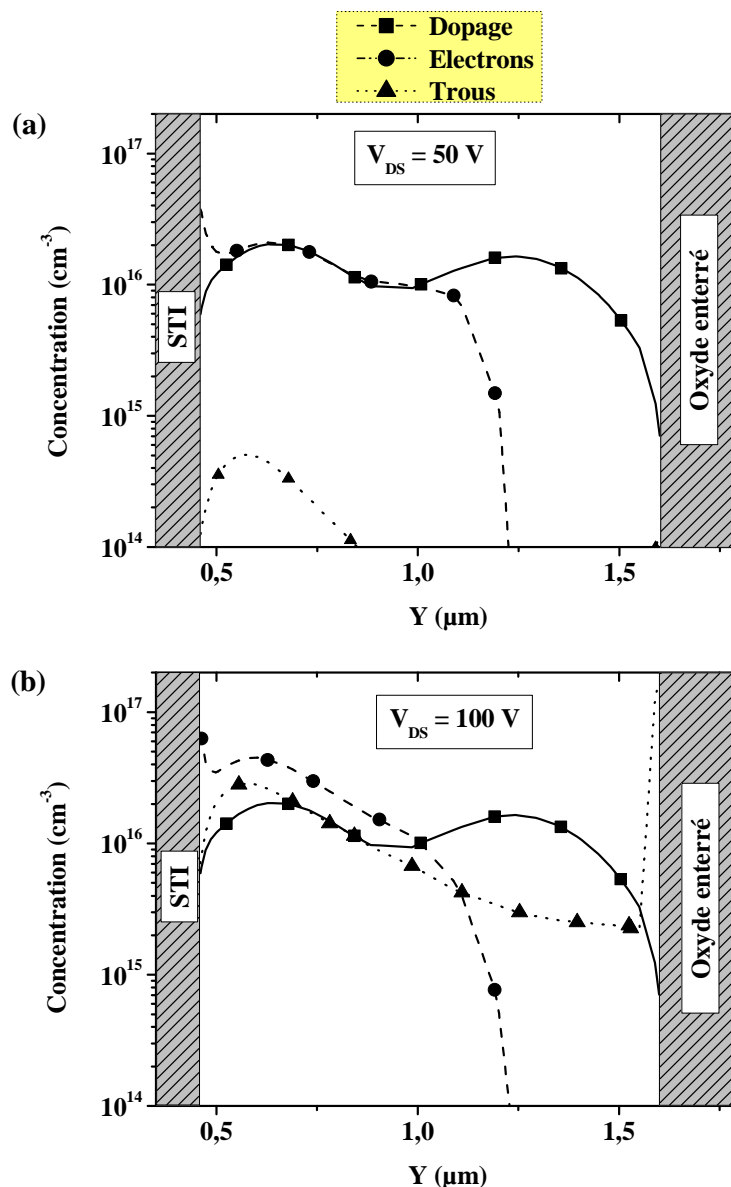 Dopage
Electrons
Trous
(a)
V_DS = 50 V
10^17
10^16
10^15
10^14
Concentration (cm^-3)
STI
Oxyde enterré
0,5 1,0 1,5
Y (µm)
(b)
V_DS = 100 V
10^17
10^16
10^15
10^14
Concentration (cm^-3)
STI
Oxyde enterré
0,5 1,0 1,5
Y (µm)